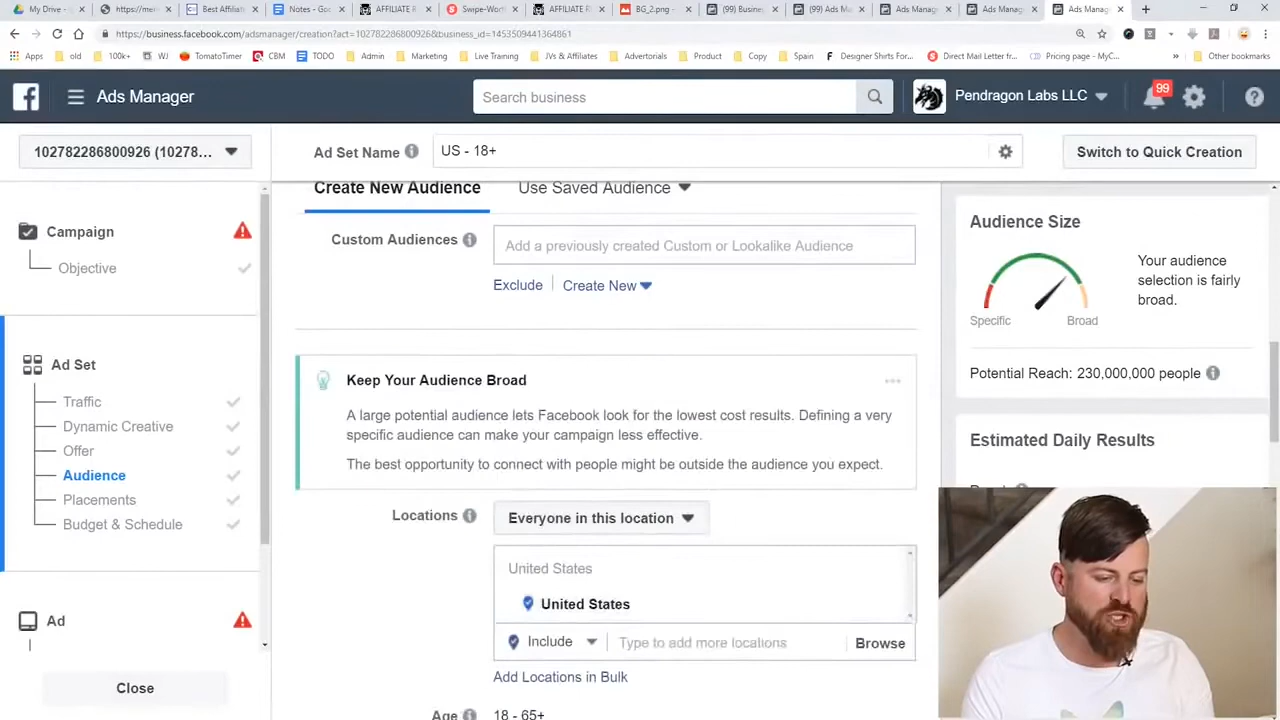 My Drive - G
https://men
Best Affiliat
Notes - Goo
AFFILIATE R
Swipe-Wort
AFFILIATE R
BG_2.png -
(99) Busine
(99) Ads Ma
Ads Manag
Ads Manag
Ads Manag
https://business.facebook.com/adsmanager/creation?act=102782286800926&business_id=1453509441364861
Apps
old
100k+
WJ
TomatoTimer
CBM
TODO
Admin
Marketing
Live Training
JVs & Affiliates
Advertorials
Product
Copy
Spain
Designer Shirts For...
Direct Mail Letter fr...
Pricing page - MyC...
Other bookmarks
Ads Manager
Search business
Pendragon Labs LLC
99
102782286800926 (10278...
Ad Set Name
US - 18+
Switch to Quick Creation
Campaign
Objective
Ad Set
Traffic
Dynamic Creative
Offer
Audience
Placements
Budget & Schedule
Ad
Close
Create New Audience
Use Saved Audience
Custom Audiences
Add a previously created Custom or Lookalike Audience
Exclude
Create New
Keep Your Audience Broad
A large potential audience lets Facebook look for the lowest cost results. Defining a very
specific audience can make your campaign less effective.
The best opportunity to connect with people might be outside the audience you expect.
Locations
Everyone in this location
United States
United States
Include
Type to add more locations
Browse
Add Locations in Bulk
Age
18 - 65+
Audience Size
Specific
Broad
Your audience
selection is fairly
broad.
Potential Reach: 230,000,000 people
Estimated Daily Results